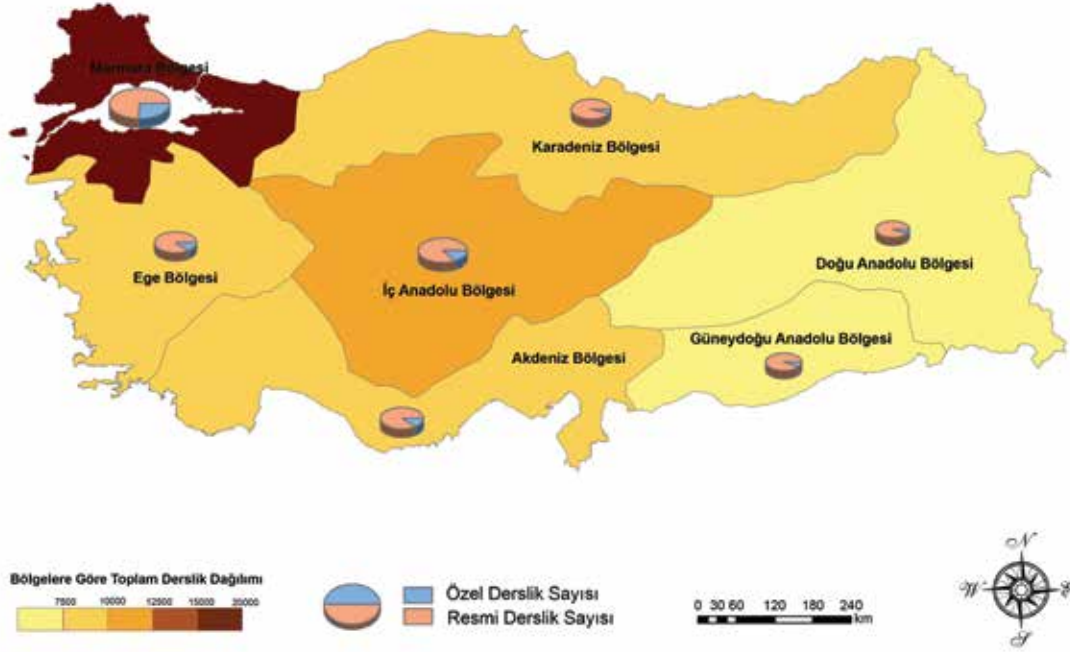 Marmara Bölgesi
Karadeniz Bölgesi
Doğu Anadolu Bölgesi
Ege Bölgesi
İç Anadolu Bölgesi
Güneydoğu Anadolu Bölgesi
Akdeniz Bölgesi
Bölgelere Göre Toplam Derslik Dağılımı
7500 10000 12500 15000 20000
Özel Derslik Sayısı
Resmi Derslik Sayısı
0 30 60 120 180 240
km
N
W E
S